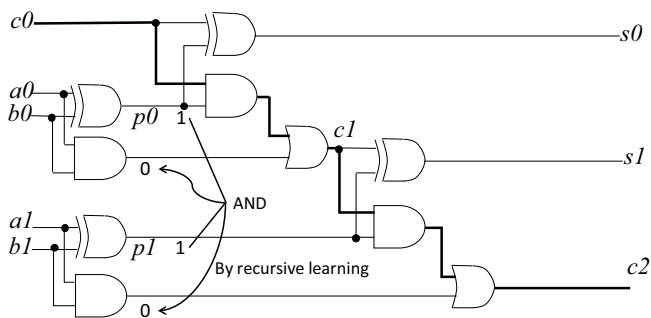 c0
s0
a0
b0
p0
1
c1
0
s1
AND
a1
b1
p1
1
By recursive learning
c2
0